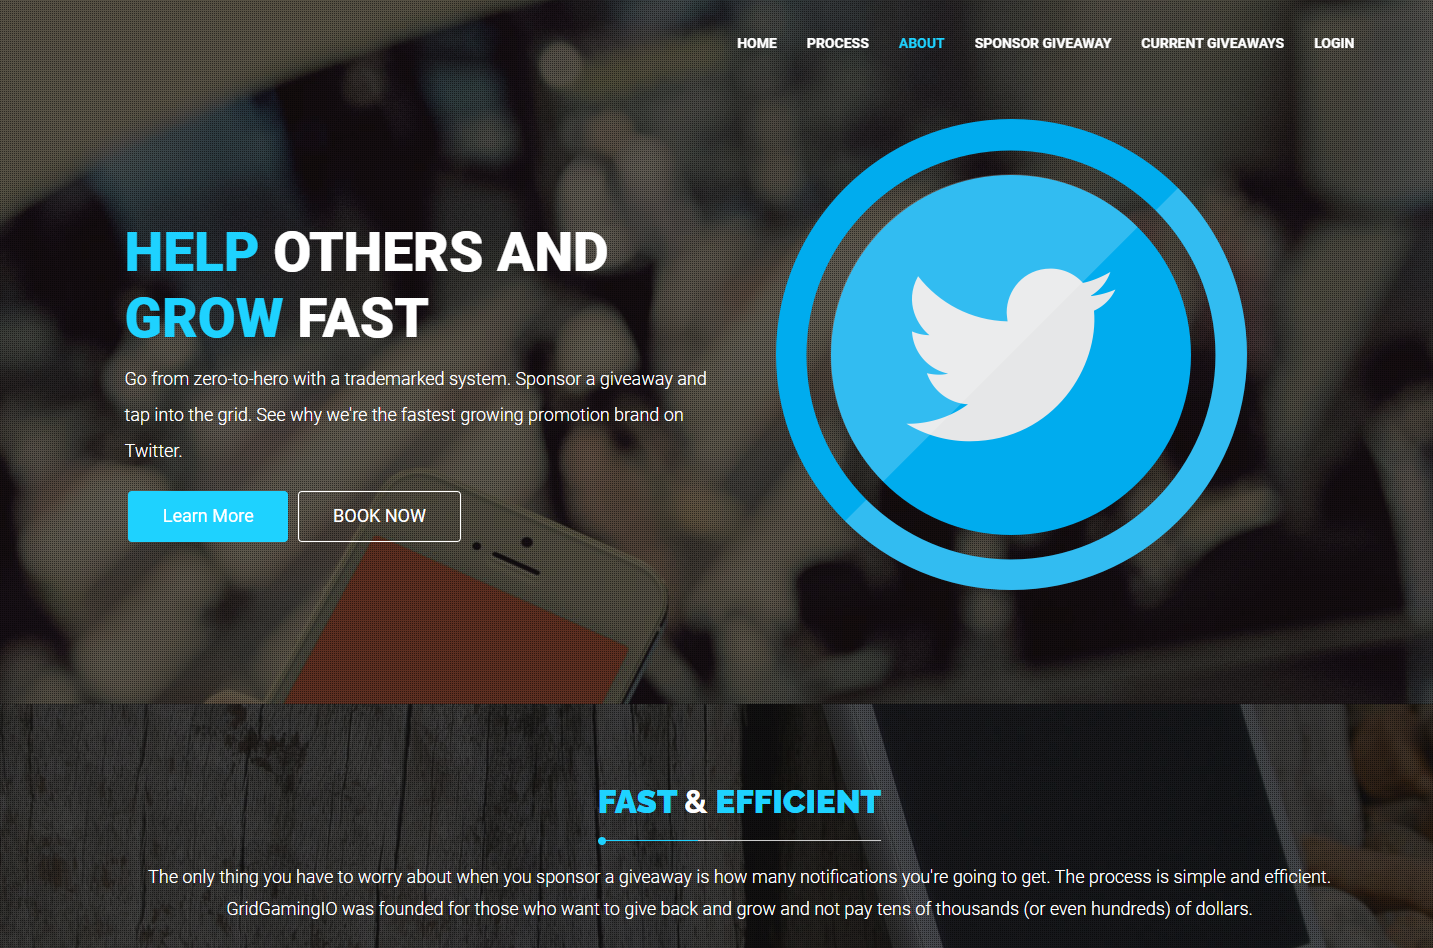 HOME PROCESS ABOUT SPONSOR GIVEAWAY CURRENT GIVEAWAYS LOGIN
HELP OTHERS AND
GROW FAST
Go from zero-to-hero with a trademarked system. Sponsor a giveaway and
tap into the grid. See why we're the fastest growing promotion brand on
Twitter.
Learn More BOOK NOW
FAST & EFFICIENT
The only thing you have to worry about when you sponsor a giveaway is how many notifications you're going to get. The process is simple and efficient.
GridGamingIO was founded for those who want to give back and grow and not pay tens of thousands (or even hundreds) of dollars.